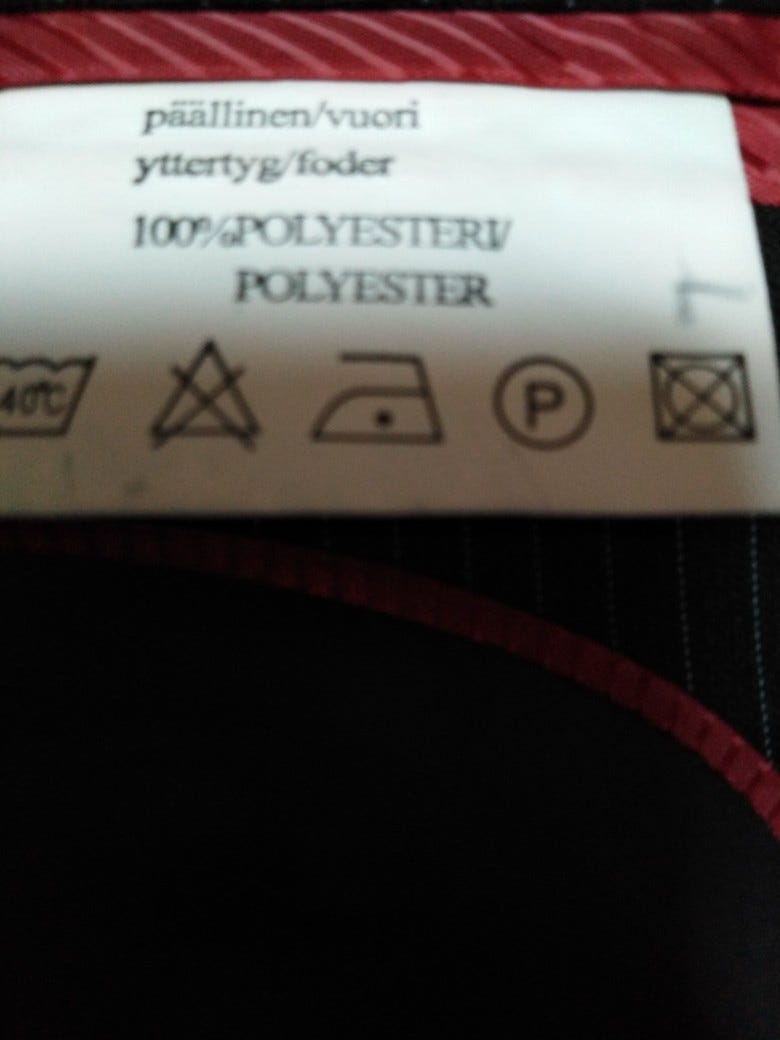 päällinen/vuori
yttertyg/foder
100%POLYESTERI/
POLYESTER
40°C P